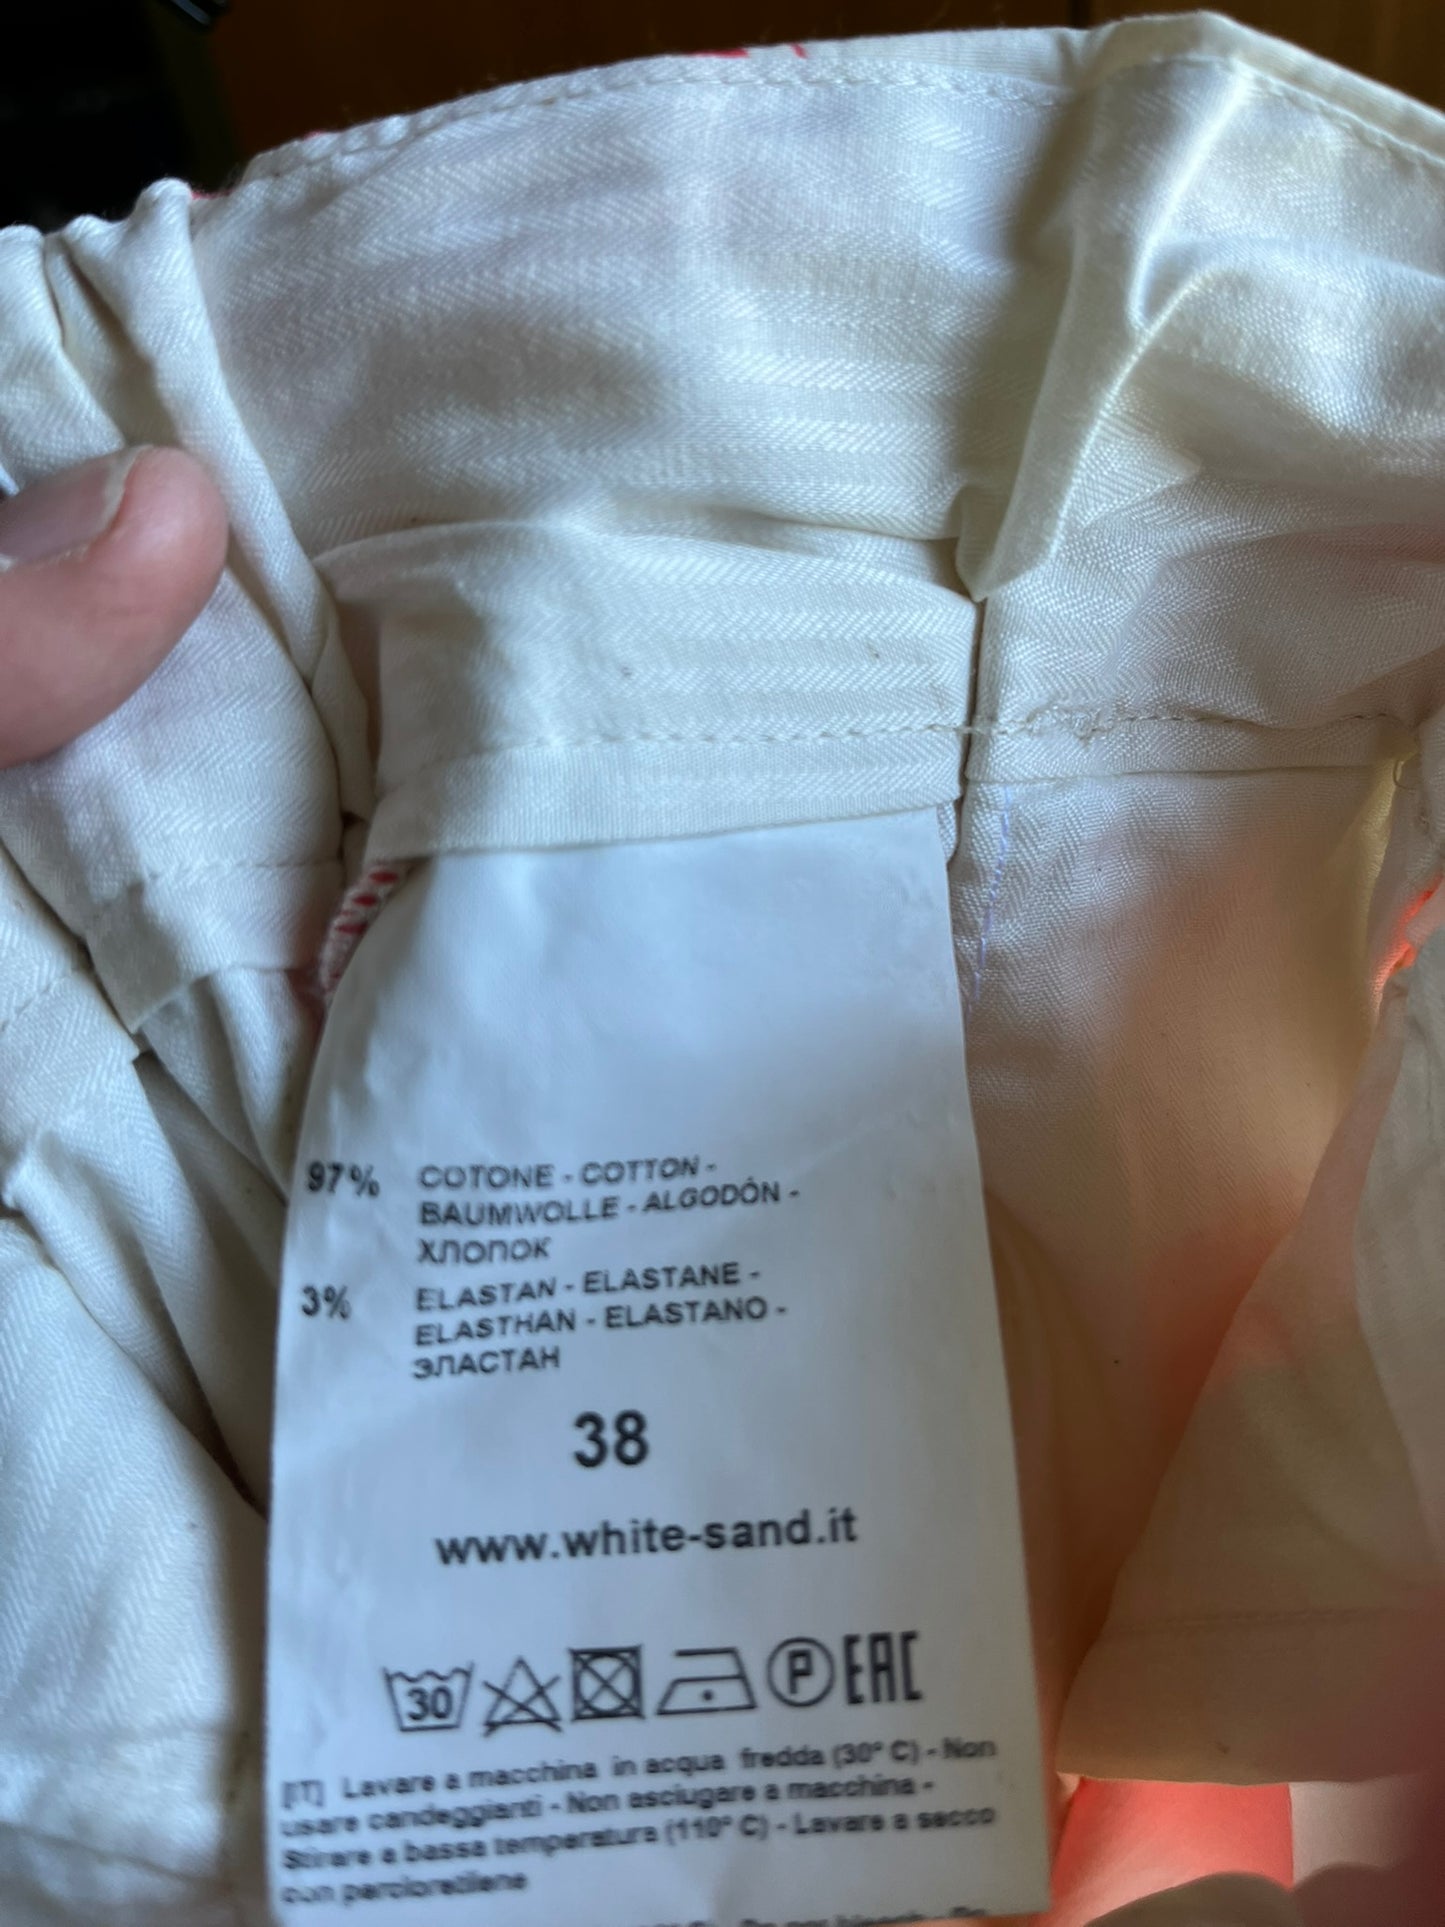 97% COTONE - COTTON -
BAUMWOLLE - ALGODÓN -
ХЛОПОК
3% ELASTAN - ELASTANE -
ELASTHAN - ELASTANO -
ЭЛАСТАН
38
www.white-sand.it
30 P EAC
[IT] Lavare a macchina in acqua fredda (30° C) - Non
usare candeggianti - Non asciugare a macchina -
Stirare a bassa temperatura (110° C) - Lavare a secco
con percloretilene